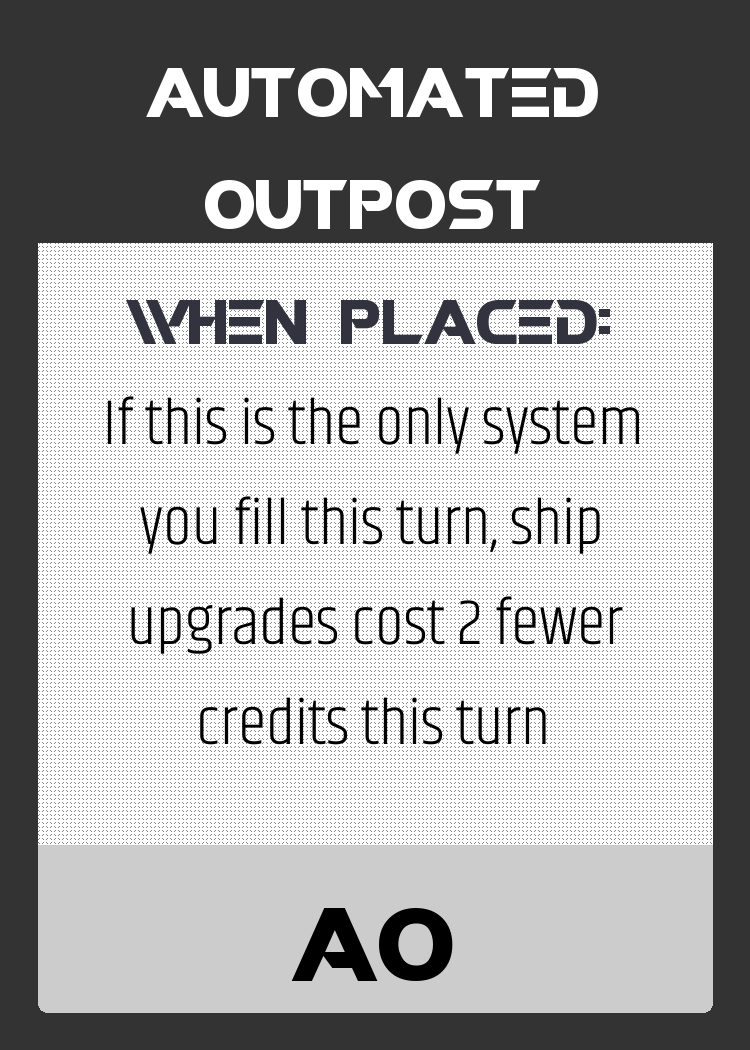 AUTOMATED
OUTPOST
WHEN PLACED:
If this is the only system
you fill this turn, ship
upgrades cost 2 fewer
credits this turn
AO